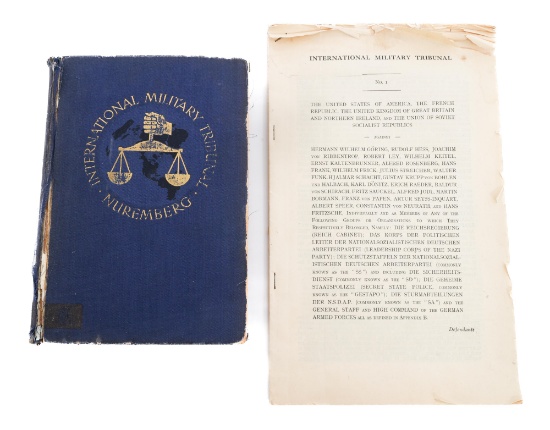 INTERNATIONAL MILITARY TRIBUNAL
NUREMBERG
INTERNATIONAL MILITARY TRIBUNAL
No. 1
THE UNITED STATES OF AMERICA, THE FRENCH
REPUBLIC, THE UNITED KINGDOM OF GREAT BRITAIN
AND NORTHERN IRELAND, AND THE UNION OF SOVIET
SOCIALIST REPUBLICS
— AGAINST —
HERMANN WILHELM GÖRING, RUDOLF HESS, JOACHIM
VON RIBBENTROP, ROBERT LEY, WILHELM KEITEL,
ERNST KALTENBRUNNER, ALFRED ROSENBERG, HANS
FRANK, WILHELM FRICK, JULIUS STREICHER, WALTER
FUNK, HJALMAR SCHACHT, GUSTAV KRUPP VON BOHLEN
UND HALBACH, KARL DÖNITZ, ERICH RAEDER, BALDUR
VON SCHIRACH, FRITZ SAUCKEL, ALFRED JODL, MARTIN
BORMANN, FRANZ VON PAPEN, ARTUR SEYSS-INQUART,
ALBERT SPEER, CONSTANTIN VON NEURATH AND HANS
FRITZSCHE, INDIVIDUALLY AND AS MEMBERS OF ANY OF THE
FOLLOWING GROUPS OR ORGANIZATIONS TO WHICH THEY
RESPECTIVELY BELONGED, NAMELY: DIE REICHSREGIERUNG
(REICH CABINET); DAS KORPS DER POLITISCHEN
LEITER DER NATIONALSOZIALISTISCHEN DEUTSCHEN
ARBEITERPARTEI (LEADERSHIP CORPS OF THE NAZI
PARTY); DIE SCHUTZSTAFFELN DER NATIONALSOZIAL-
ISTISCHEN DEUTSCHEN ARBEITERPARTEI (COMMONLY
KNOWN AS THE "SS") AND INCLUDING DIE SICHERHEITS-
DIENST (COMMONLY KNOWN AS THE "SD"); DIE GEHEIME
STAATSPOLIZEI (SECRET STATE POLICE, COMMONLY
KNOWN AS THE "GESTAPO"); DIE STURMABTEILUNGEN
DER N.S.D.A.P. (COMMONLY KNOWN AS THE "SA") AND THE
GENERAL STAFF AND HIGH COMMAND OF THE GERMAN
ARMED FORCES ALL AS DEFINED IN APPENDIX B.
Defendants